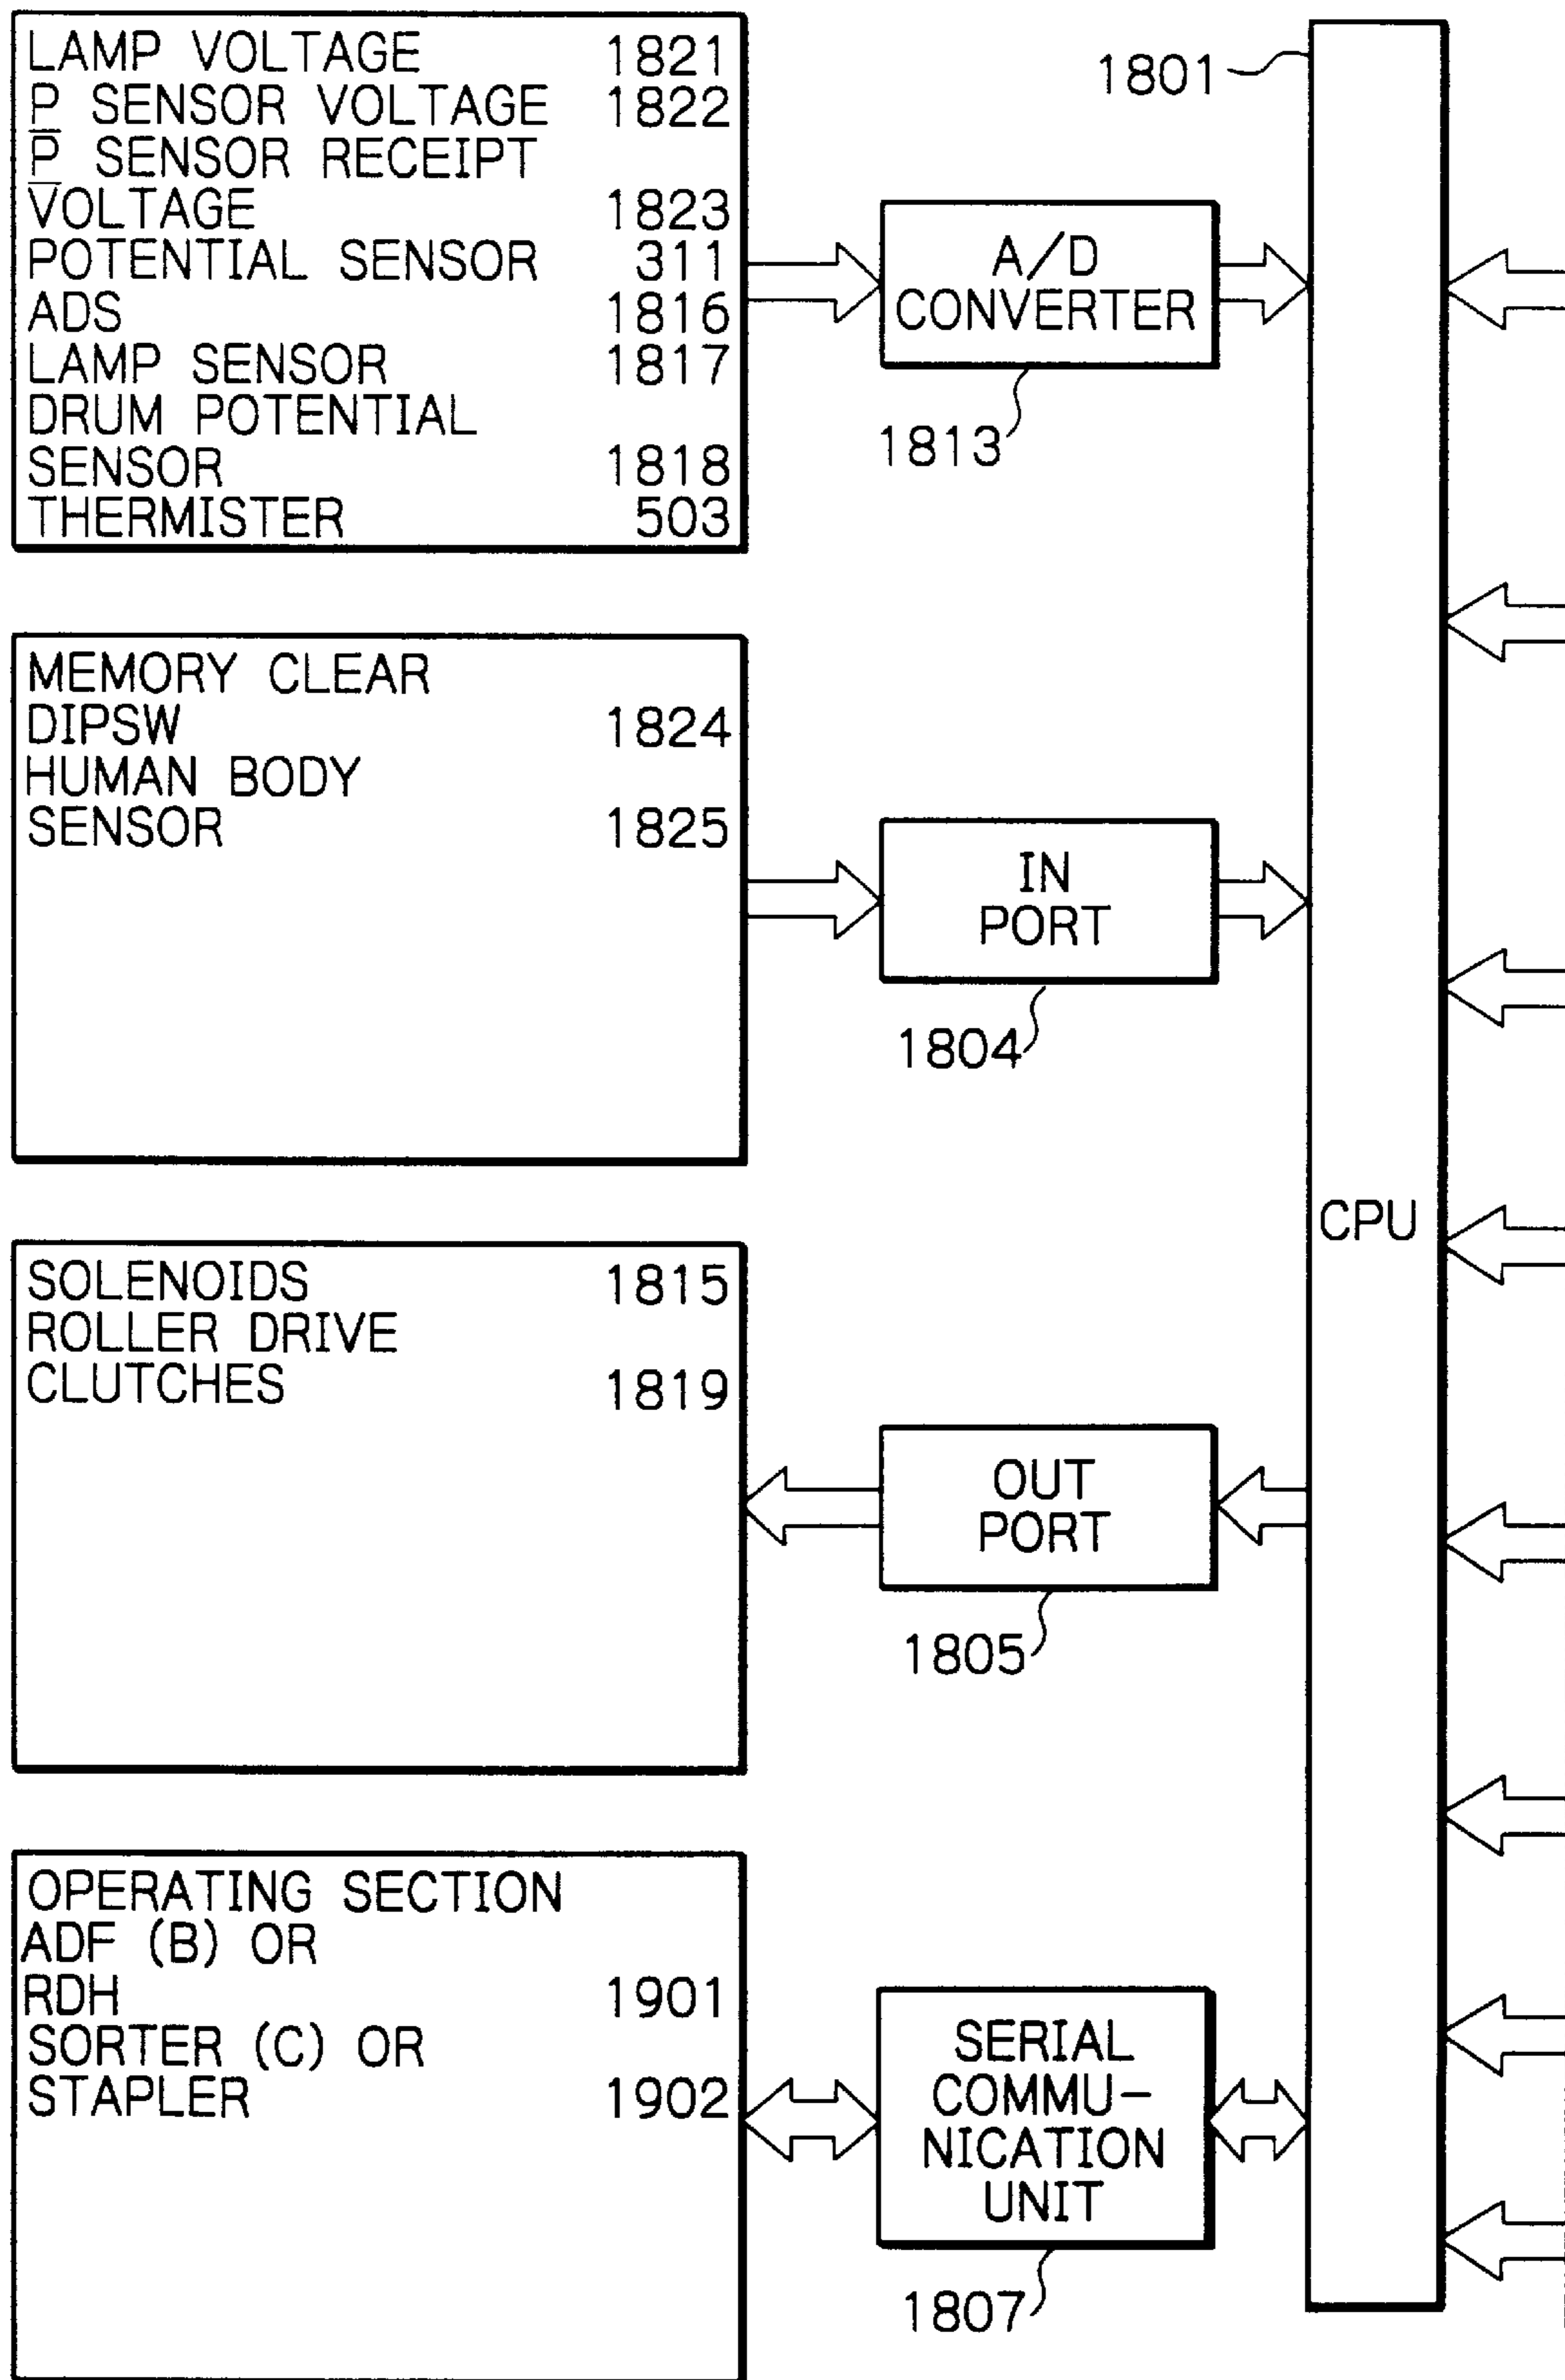 LAMP VOLTAGE 1821
P SENSOR VOLTAGE 1822
P SENSOR RECEIPT
VOLTAGE 1823
POTENTIAL SENSOR 311
ADS 1816
LAMP SENSOR 1817
DRUM POTENTIAL
SENSOR 1818
THERMISTER 503
A/D
CONVERTER
1813
1801
MEMORY CLEAR
DIPSW 1824
HUMAN BODY
SENSOR 1825
IN
PORT
1804
CPU
SOLENOIDS 1815
ROLLER DRIVE
CLUTCHES 1819
OUT
PORT
1805
OPERATING SECTION
ADF (B) OR
RDH 1901
SORTER (C) OR
STAPLER 1902
SERIAL
COMMU-
NICATION
UNIT
1807